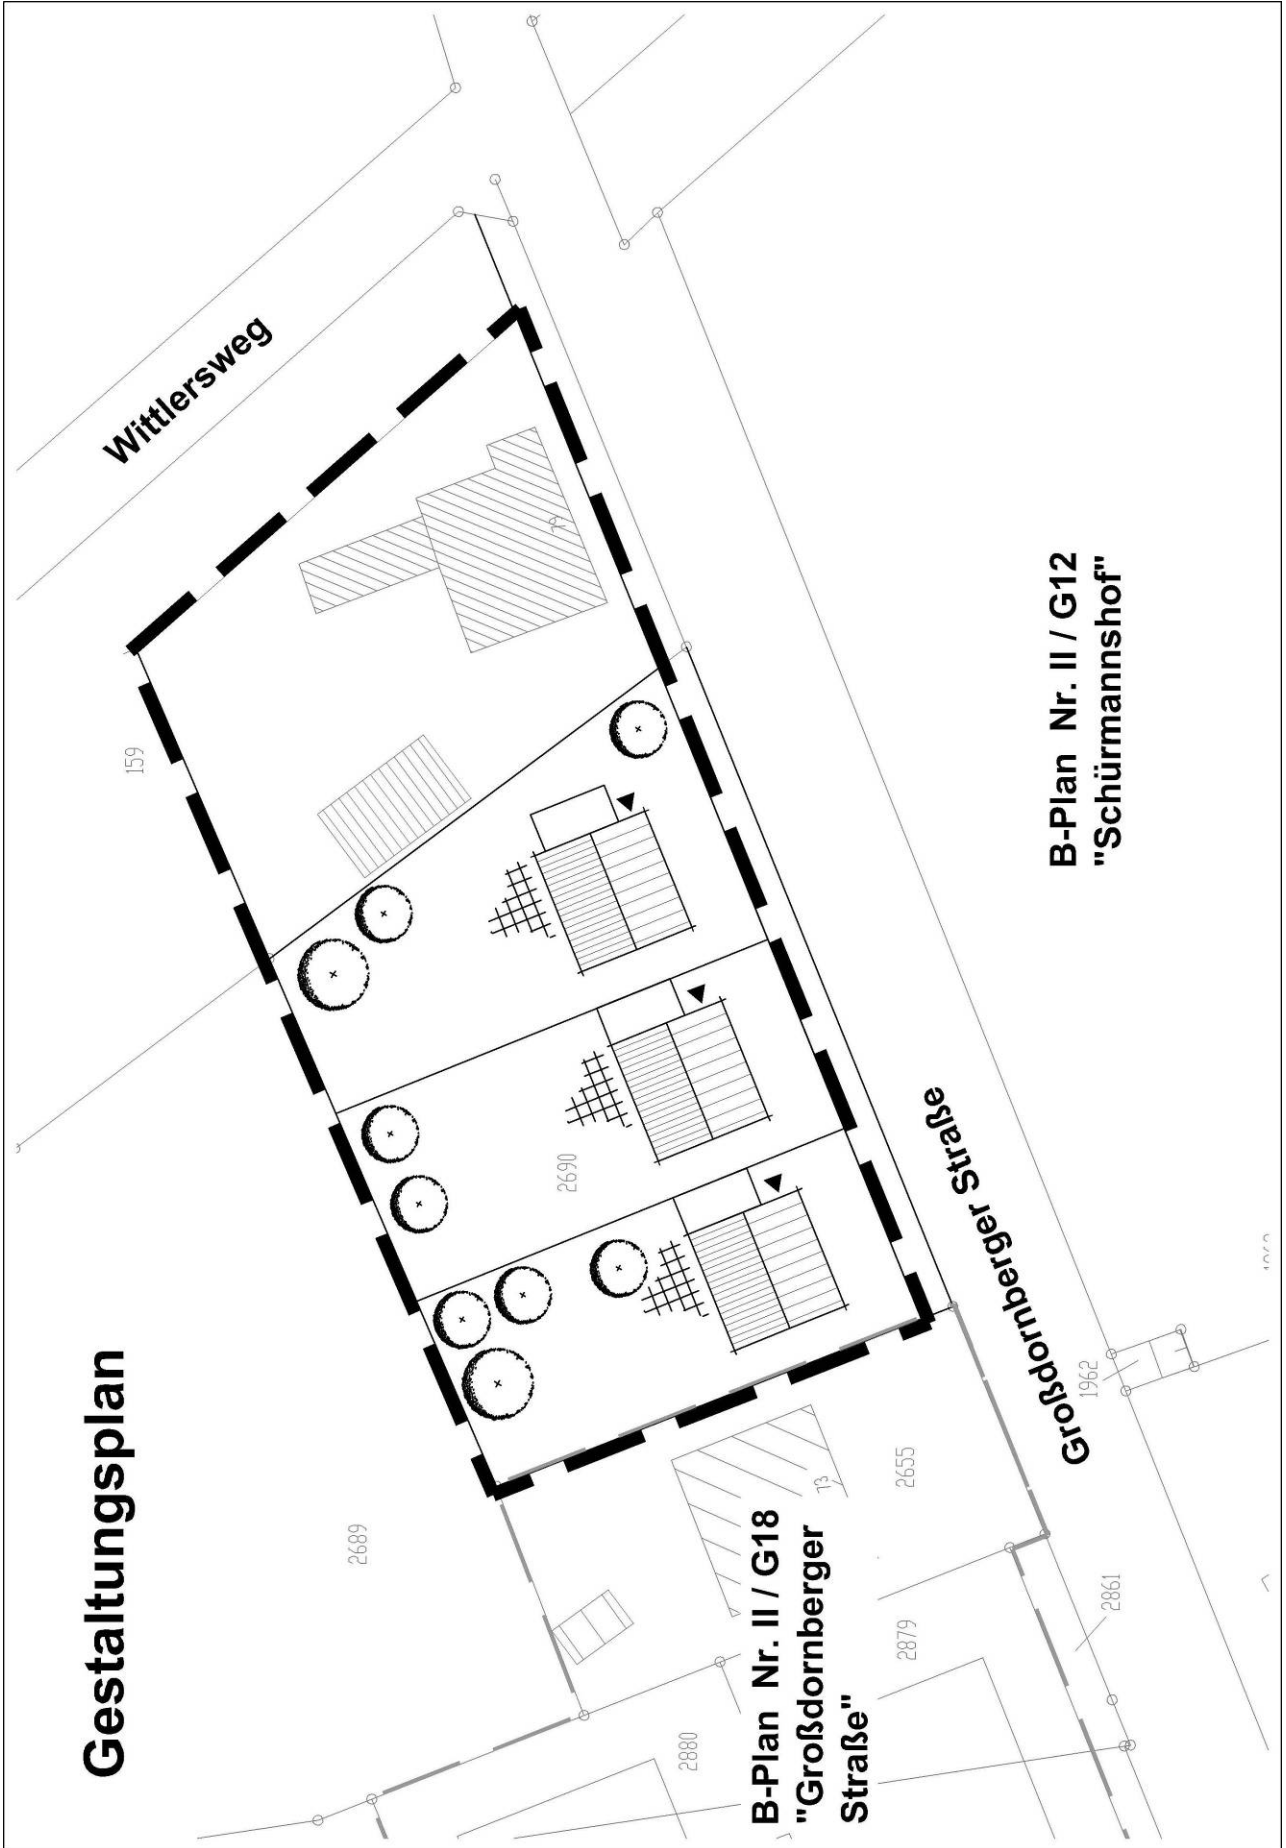 Gestaltungsplan
Wittlersweg
159
2689
2690
B-Plan Nr. II / G18
"Großdornberger
Straße"
73
2655
2880
2879
2861
1962
Großdornberger Straße
B-Plan Nr. II / G12
"Schürmannshof"